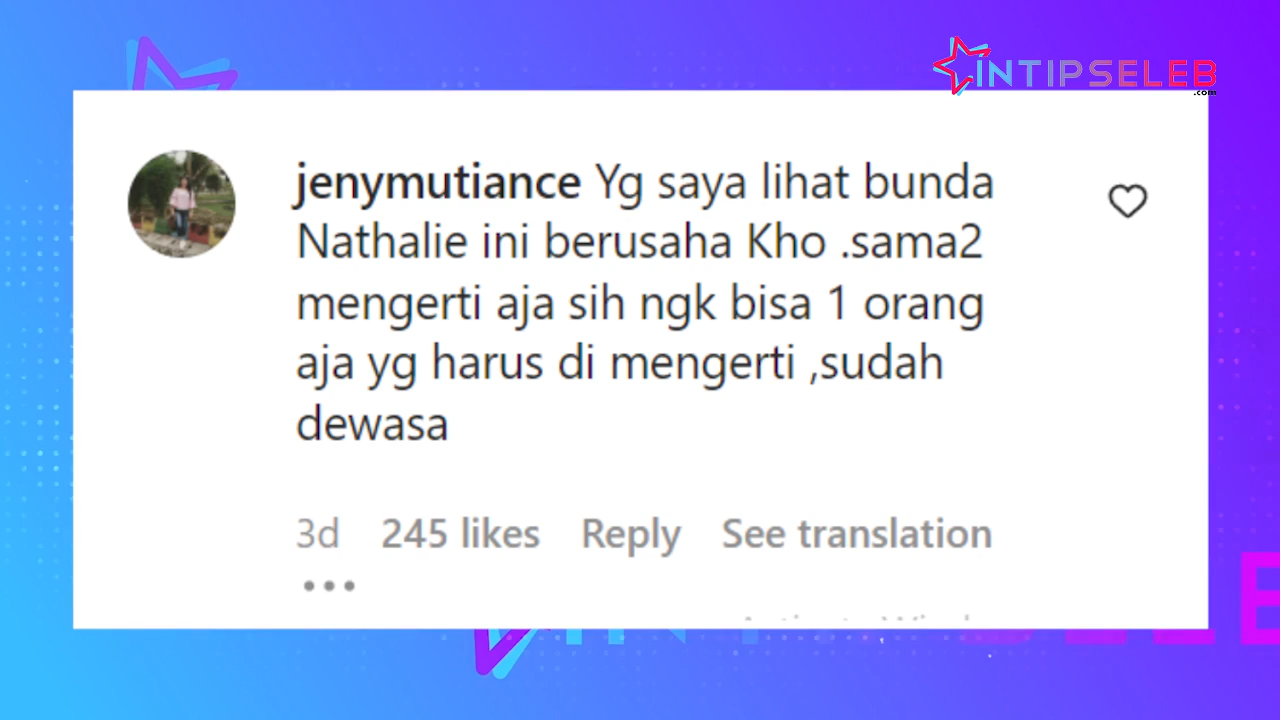 INTIPSELEB
.com
jenymutiance Yg saya lihat bunda
Nathalie ini berusaha Kho .sama2
mengerti aja sih ngk bisa 1 orang
aja yg harus di mengerti ,sudah
dewasa
3d 245 likes Reply See translation
•••